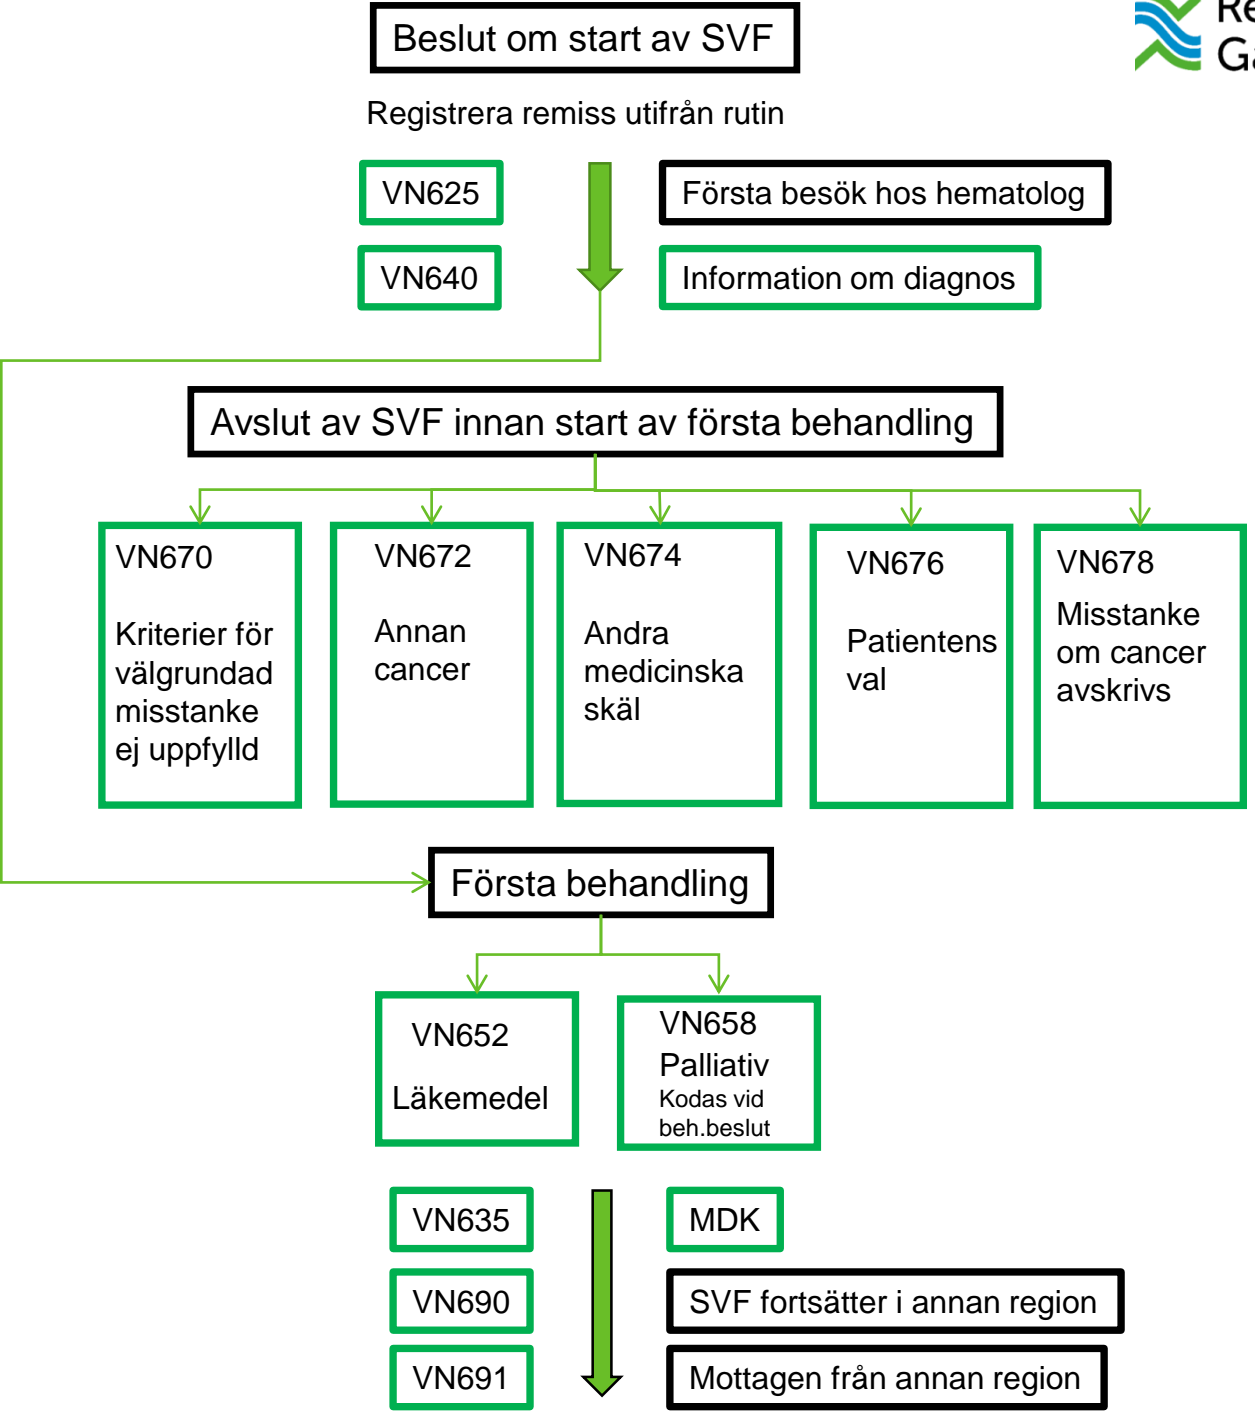 Beslut om start av SVF
Registrera remiss utifrån rutin
VN625
Första besök hos hematolog
VN640
Information om diagnos
Avslut av SVF innan start av första behandling
VN670
Kriterier för
välgrundad
misstanke
ej uppfylld
VN672
Annan
cancer
VN674
Andra
medicinska
skäl
VN676
Patientens
val
VN678
Misstanke
om cancer
avskrivs
Första behandling
VN652
Läkemedel
VN658
Palliativ
Kodas vid
beh.beslut
VN635
MDK
VN690
SVF fortsätter i annan region
VN691
Mottagen från annan region